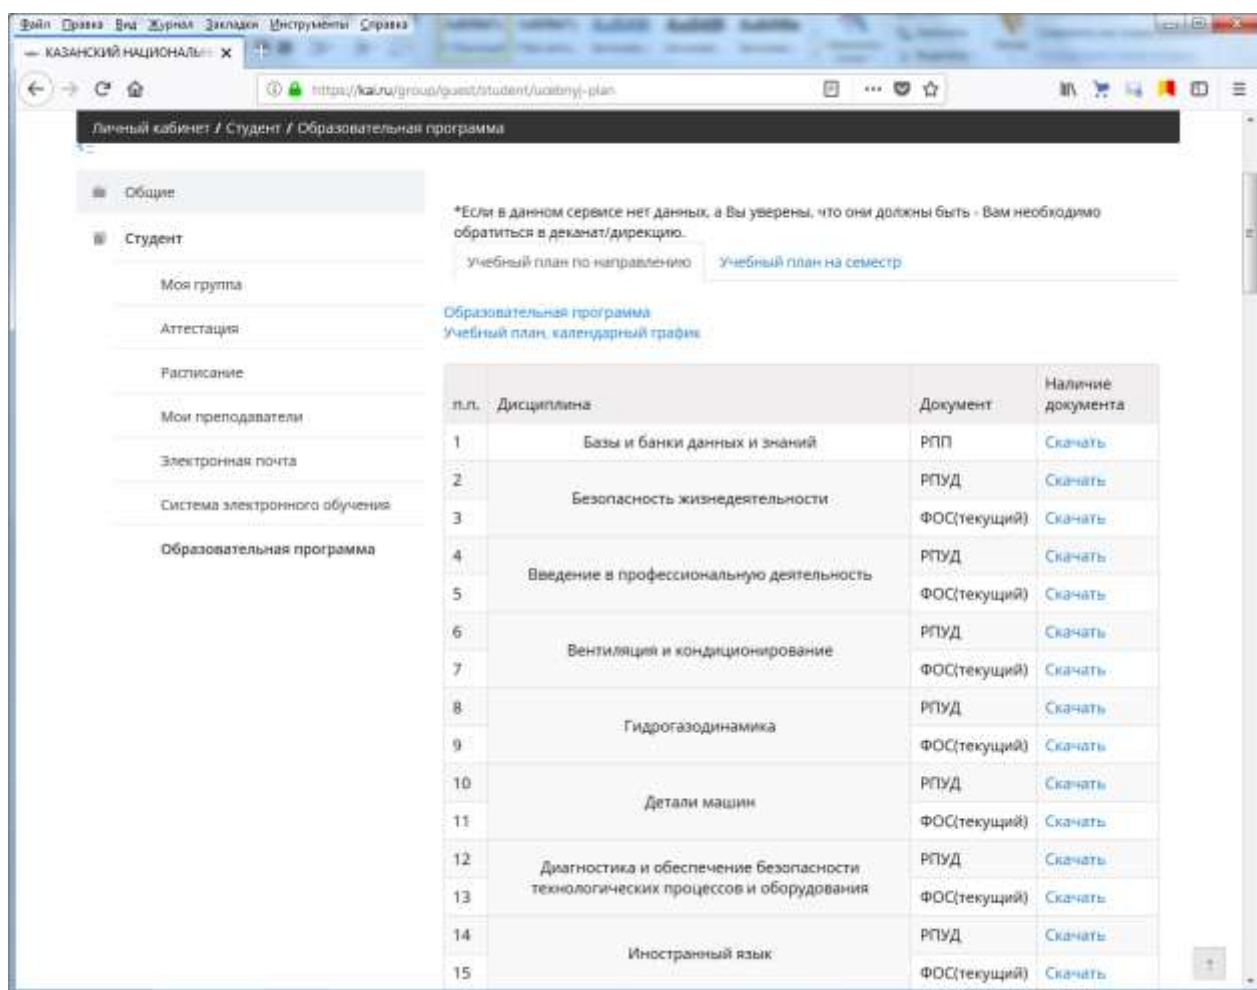 Файл Правка Вид Журнал Закладки Инструменты Справка
КАЗАНСКИЙ НАЦИОНАЛЬ
https://kai.ru/group/guest/student/ucebnyj-plan
Личный кабинет / Студент / Образовательная программа
Общие
Студент
Моя группа
Аттестация
Расписание
Мои преподаватели
Электронная почта
Система электронного обучения
Образовательная программа
*Если в данном сервисе нет данных, а Вы уверены, что они должны быть - Вам необходимо
обратиться в деканат/дирекцию.
Учебный план по направлению Учебный план на семестр
Образовательная программа
Учебный план, календарный график
п.п. Дисциплина Документ Наличие документа
1 Базы и банки данных и знаний РПП Скачать
2 РПУД Скачать
Безопасность жизнедеятельности
3 ФОС(текущий) Скачать
4 РПУД Скачать
Введение в профессиональную деятельность
5 ФОС(текущий) Скачать
6 РПУД Скачать
Вентиляция и кондиционирование
7 ФОС(текущий) Скачать
8 РПУД Скачать
Гидрогазодинамика
9 ФОС(текущий) Скачать
10 РПУД Скачать
Детали машин
11 ФОС(текущий) Скачать
12 РПУД Скачать
Диагностика и обеспечение безопасности
технологических процессов и оборудования
13 ФОС(текущий) Скачать
14 РПУД Скачать
Иностранный язык
15 ФОС(текущий) Скачать